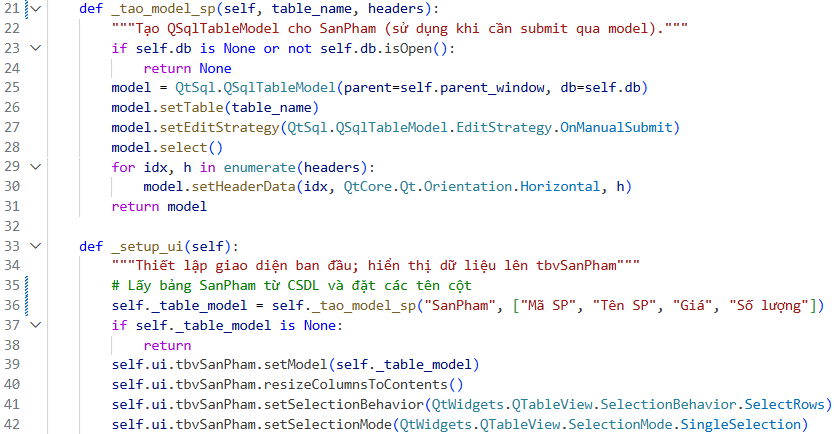 21 def _tao_model_sp(self, table_name, headers):
22 """Tạo QSqlTableModel cho SanPham (sử dụng khi cần submit qua model)."""
23 if self.db is None or not self.db.isOpen():
24 return None
25 model = QtSql.QSqlTableModel(parent=self.parent_window, db=self.db)
26 model.setTable(table_name)
27 model.setEditStrategy(QtSql.QSqlTableModel.EditStrategy.OnManualSubmit)
28 model.select()
29 for idx, h in enumerate(headers):
30 model.setHeaderData(idx, QtCore.Qt.Orientation.Horizontal, h)
31 return model
32
33 def _setup_ui(self):
34 """Thiết lập giao diện ban đầu; hiển thị dữ liệu lên tbvSanPham"""
35 # Lấy bảng SanPham từ CSDL và đặt các tên cột
36 self._table_model = self._tao_model_sp("SanPham", ["Mã SP", "Tên SP", "Giá", "Số lượng"])
37 if self._table_model is None:
38 return
39 self.ui.tbvSanPham.setModel(self._table_model)
40 self.ui.tbvSanPham.resizeColumnsToContents()
41 self.ui.tbvSanPham.setSelectionBehavior(QtWidgets.QTableView.SelectionBehavior.SelectRows)
42 self.ui.tbvSanPham.setSelectionMode(QtWidgets.QTableView.SelectionMode.SingleSelection)